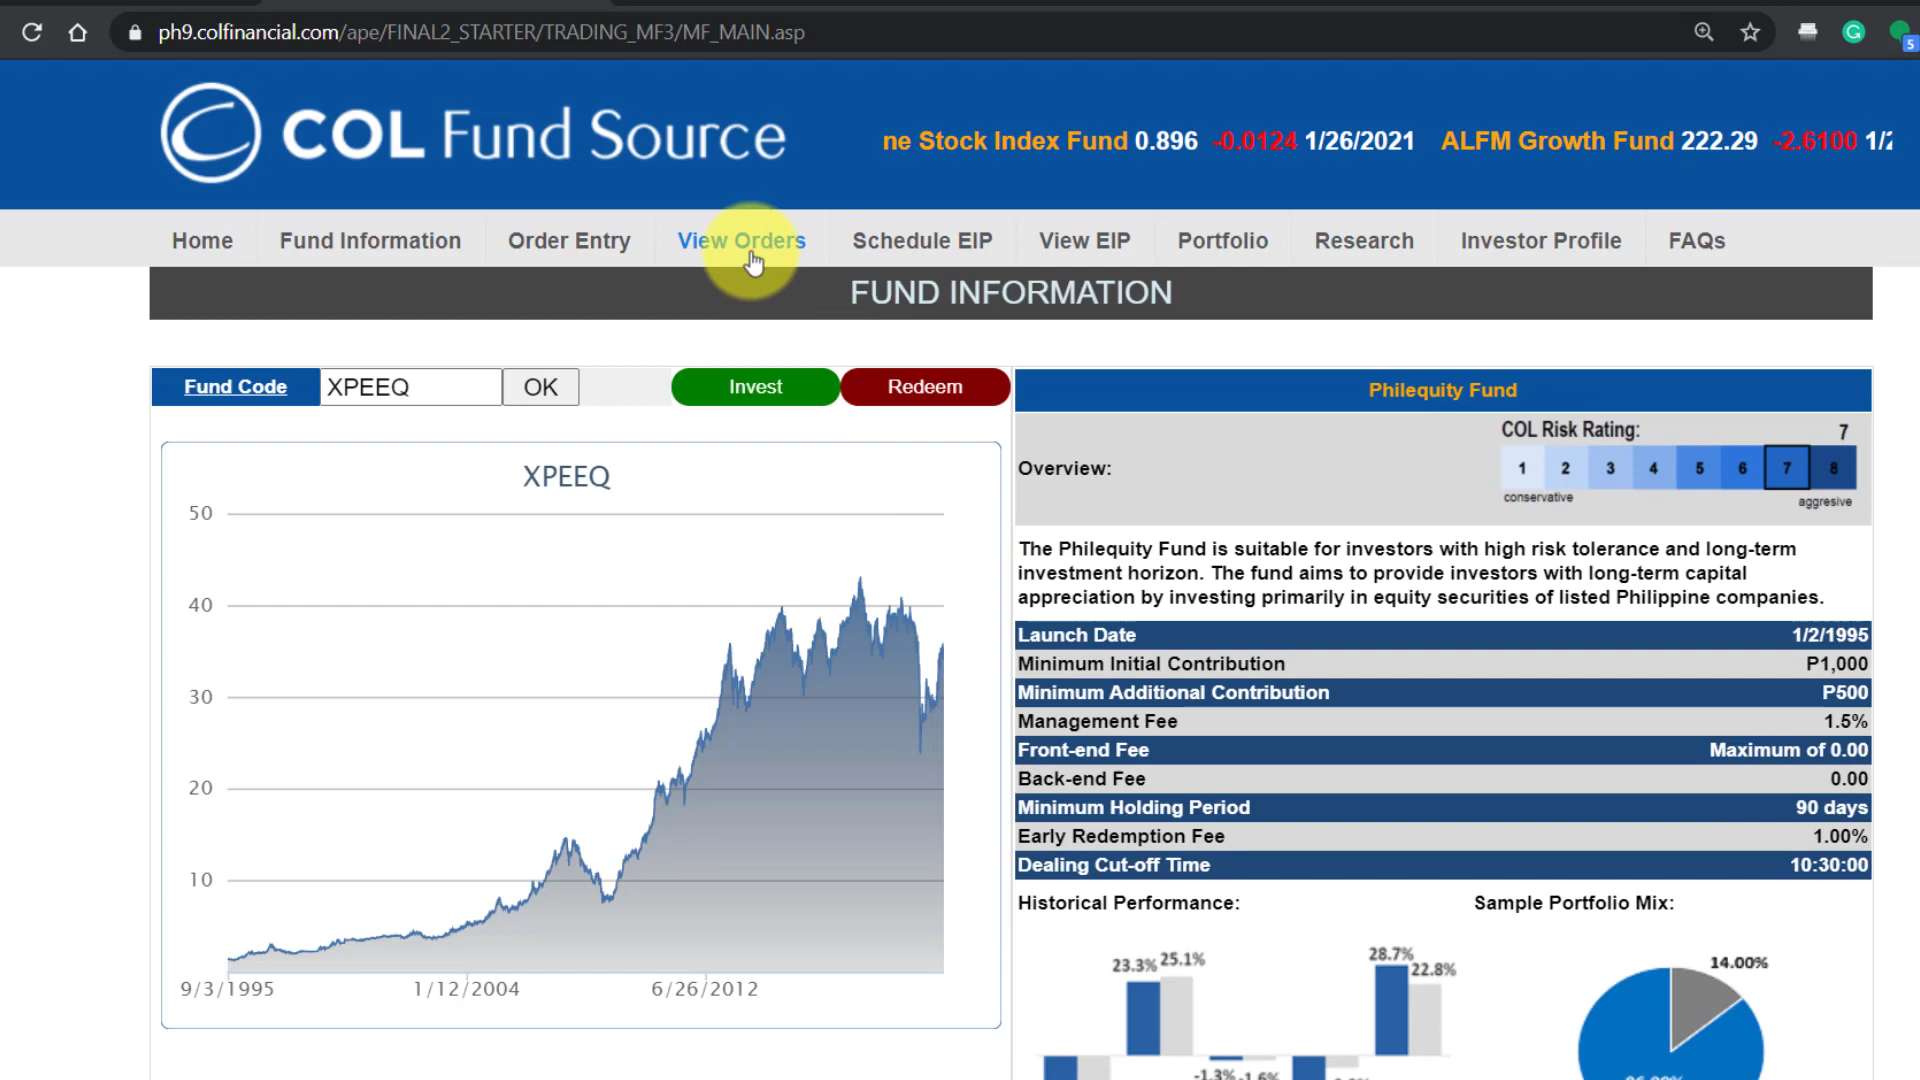 ph9.colfinancial.com/ape/FINAL2_STARTER/TRADING_MF3/MF_MAIN.asp
5
COL Fund Source
ne Stock Index Fund 0.896 -0.0124 1/26/2021 ALFM Growth Fund 222.29 -2.6100
Home Fund Information Order Entry View Orders Schedule EIP View EIP Portfolio Research Investor Profile FAQs
FUND INFORMATION
Fund Code XPEEQ OK Invest Redeem
XPEEQ
50
40
30
20
10
9/3/1995 1/12/2004 6/26/2012
Philequity Fund
COL Risk Rating: 7
Overview:
1 2 3 4 5 6 7 8
conservative aggresive
The Philequity Fund is suitable for investors with high risk tolerance and long-term
investment horizon. The fund aims to provide investors with long-term capital
appreciation by investing primarily in equity securities of listed Philippine companies.
Launch Date 1/2/1995
Minimum Initial Contribution P1,000
Minimum Additional Contribution P500
Management Fee 1.5%
Front-end Fee Maximum of 0.00
Back-end Fee 0.00
Minimum Holding Period 90 days
Early Redemption Fee 1.00%
Dealing Cut-off Time 10:30:00
Historical Performance: Sample Portfolio Mix:
23.3% 25.1% 28.7% 22.8%
14.00%
-1.3% -1.6%